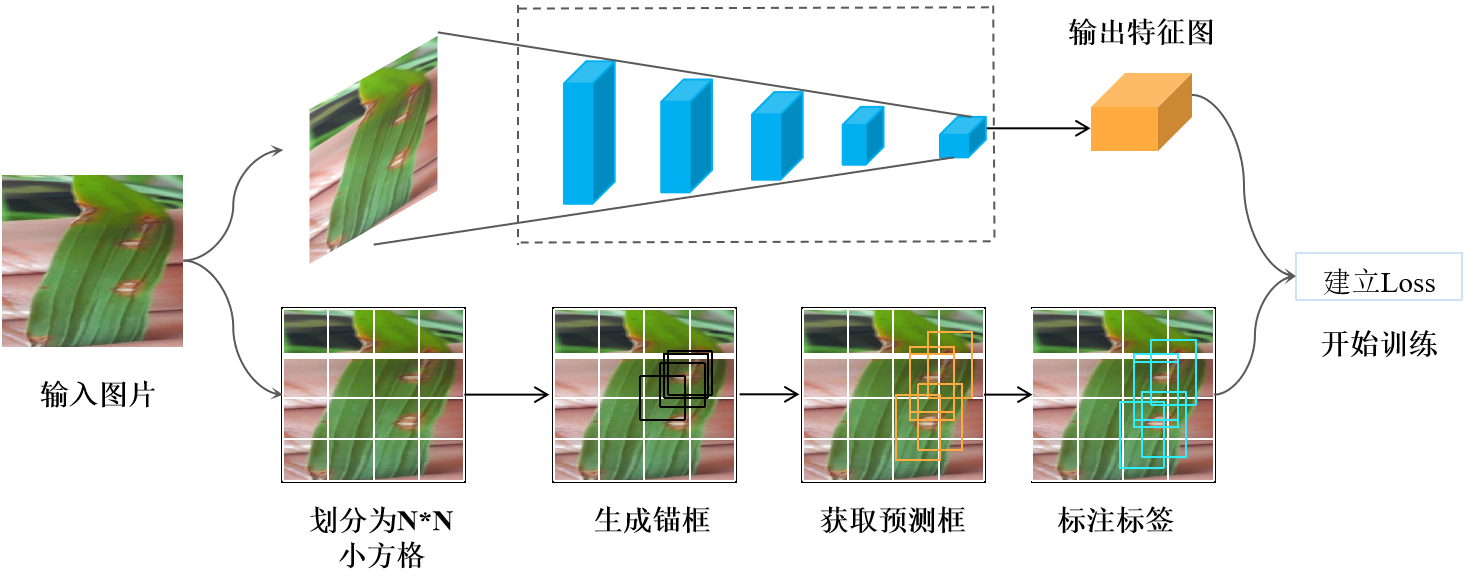 输出特征图
输入图片
建立Loss
开始训练
划分为N*N
小方格
生成锚框
获取预测框
标注标签